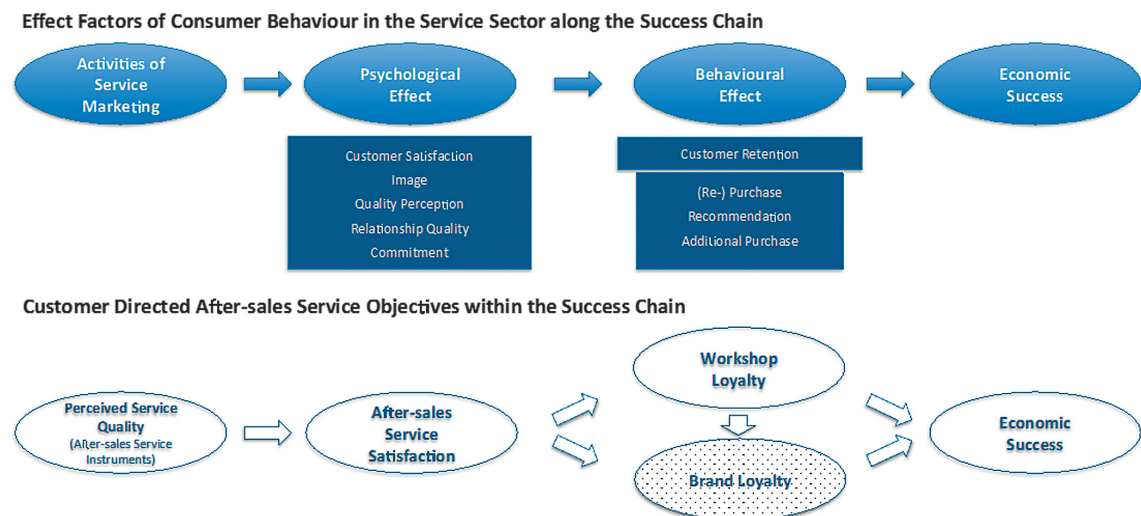 Effect Factors of Consumer Behaviour in the Service Sector along the Success Chain
Activities of
Service
Marketing
Psychological
Effect
Behavioural
Effect
Economic
Success
Customer Satisfaction
Image
Quality Perception
Relationship Quality
Commitment
Customer Retention
(Re-) Purchase
Recommendation
Additional Purchase
Customer Directed After-sales Service Objectives within the Success Chain
Perceived Service
Quality
(After-sales Service
Instruments)
After-sales
Service
Satisfaction
Workshop
Loyalty
Brand Loyalty
Economic
Success